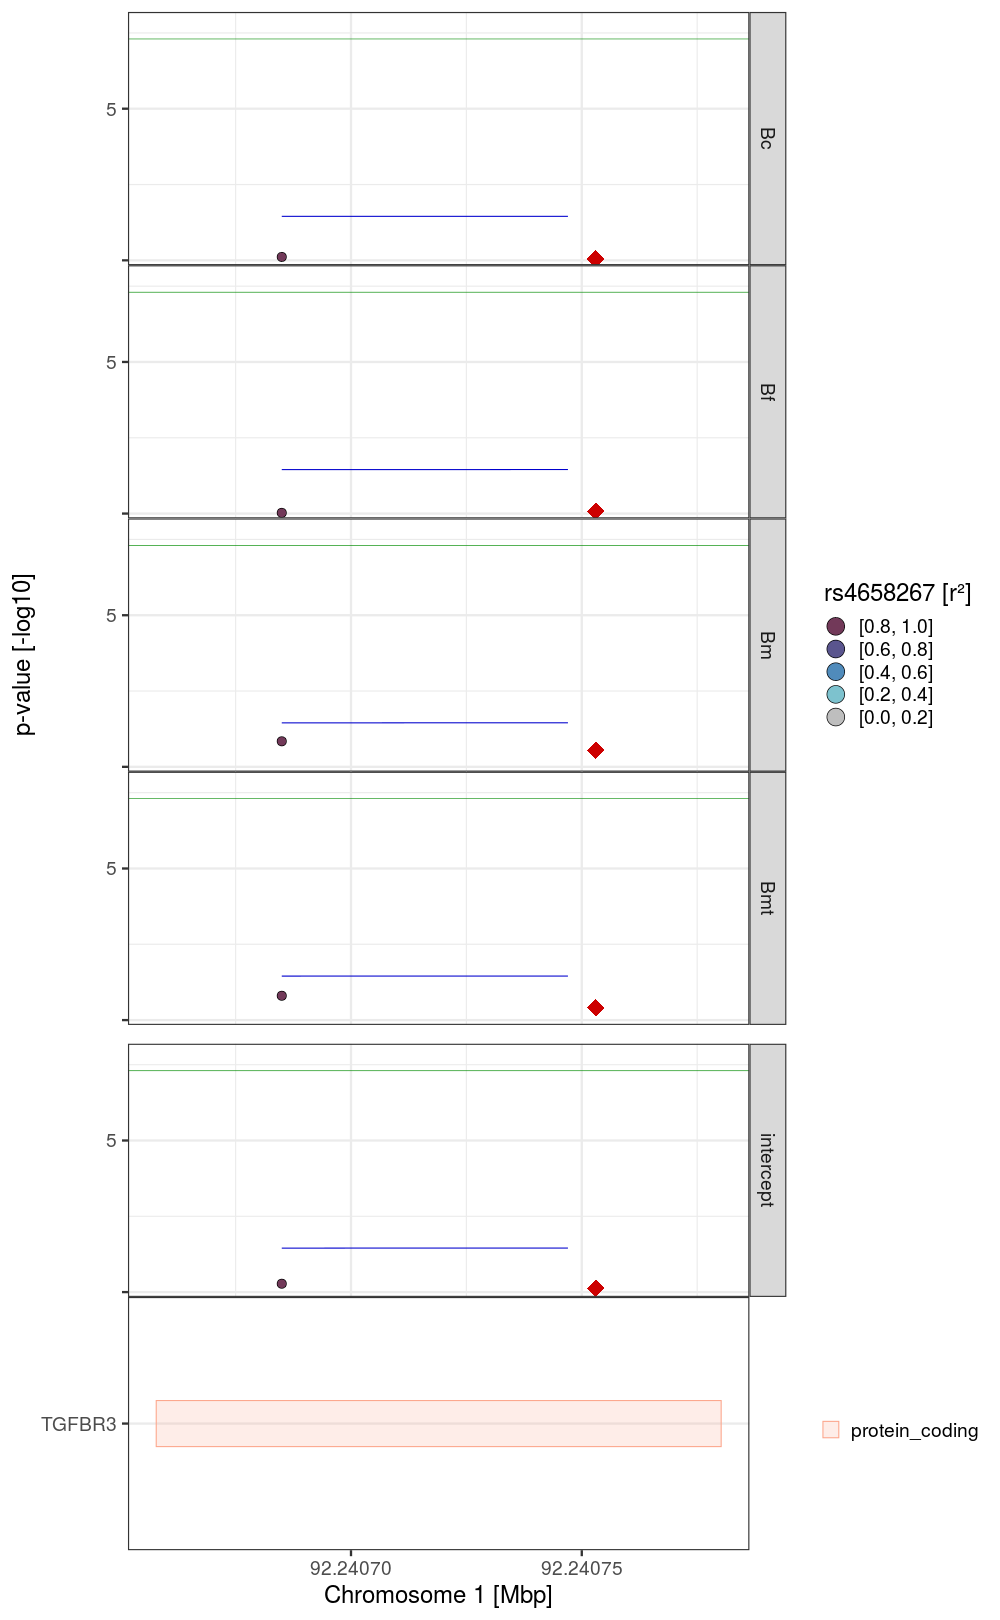 5
Bc
5
Bf
5
Bm
5
Bmt
5
intercept
p-value [-log10]
rs4658267 [r²]
[0.8, 1.0]
[0.6, 0.8]
[0.4, 0.6]
[0.2, 0.4]
[0.0, 0.2]
TGFBR3
protein_coding
92.24070 92.24075
Chromosome 1 [Mbp]